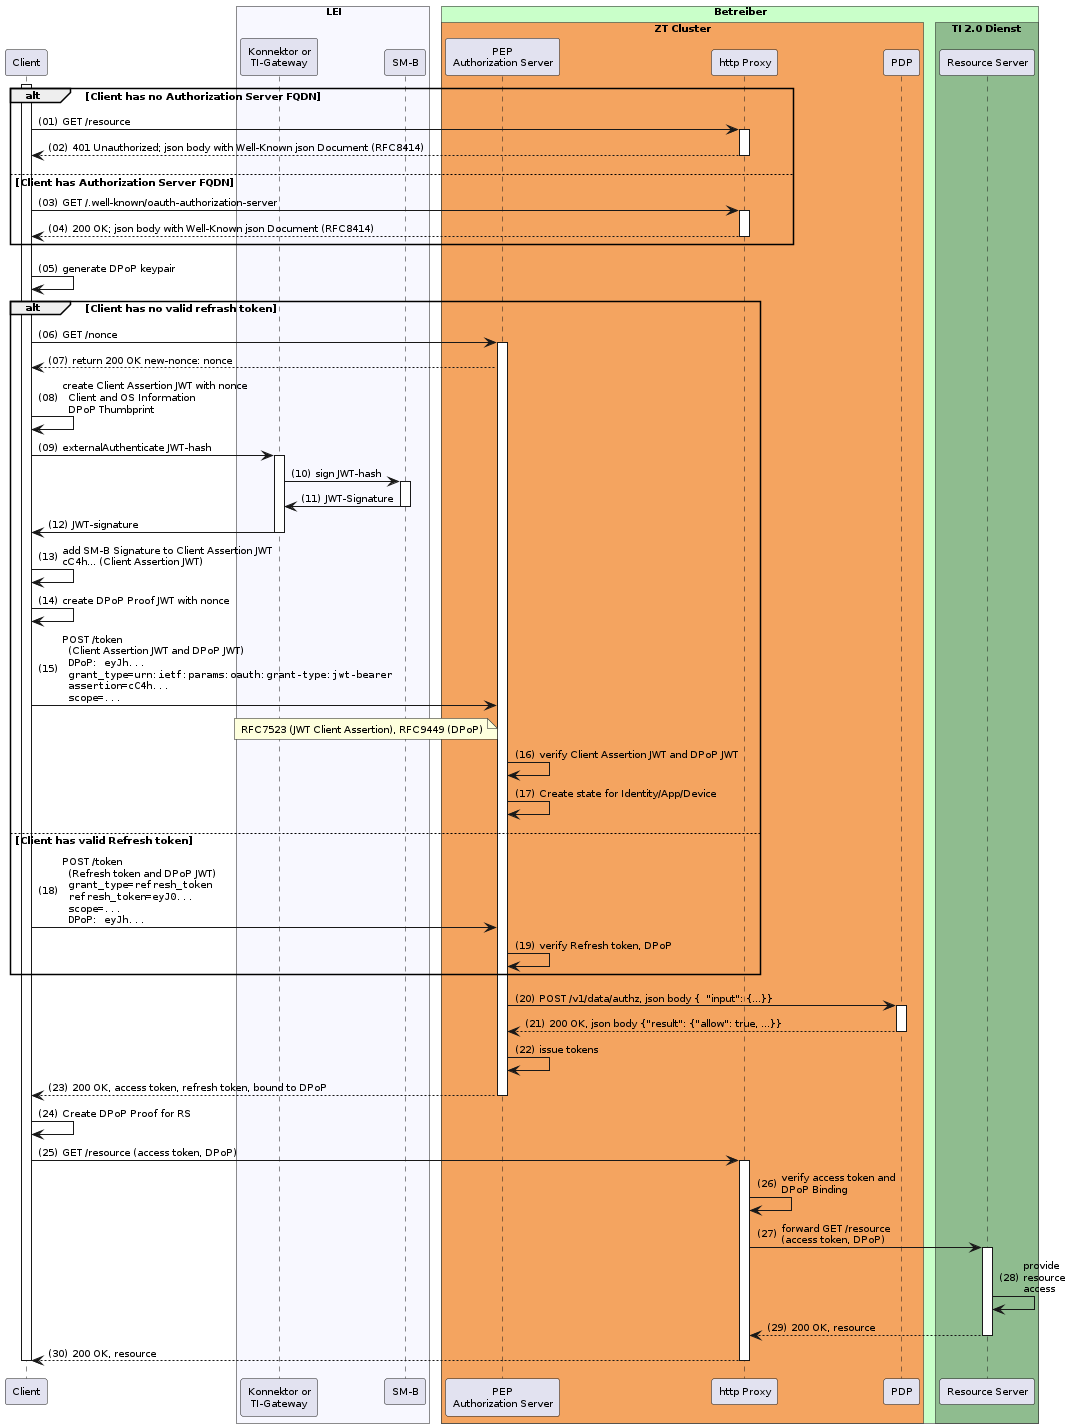 LEI
Betreiber
ZT Cluster
TI 2.0 Dienst
Client
Konnektor or
TI-Gateway
SM-B
PEP
Authorization Server
http Proxy
PDP
Resource Server
alt [Client has no Authorization Server FQDN]
(01) GET /resource
(02) 401 Unauthorized; json body with Well-Known json Document (RFC8414)
[Client has Authorization Server FQDN]
(03) GET /.well-known/oauth-authorization-server
(04) 200 OK; json body with Well-Known json Document (RFC8414)
(05) generate DPoP keypair
alt [Client has no valid refrash token]
(06) GET /nonce
(07) return 200 OK new-nonce: nonce
(08) create Client Assertion JWT with nonce
Client and OS Information
DPoP Thumbprint
(09) externalAuthenticate JWT-hash
(10) sign JWT-hash
(11) JWT-Signature
(12) JWT-signature
(13) add SM-B Signature to Client Assertion JWT
cC4h... (Client Assertion JWT)
(14) create DPoP Proof JWT with nonce
(15) POST /token
(Client Assertion JWT and DPoP JWT)
DPoP: eyJh...
grant_type=urn:ietf:params:oauth:grant-type:jwt-bearer
assertion=cC4h...
scope=...
RFC7523 (JWT Client Assertion), RFC9449 (DPoP)
(16) verify Client Assertion JWT and DPoP JWT
(17) Create state for Identity/App/Device
[Client has valid Refresh token]
(18) POST /token
(Refresh token and DPoP JWT)
grant_type=refresh_token
refresh_token=eyJ0...
scope=...
DPoP: eyJh...
(19) verify Refresh token, DPoP
(20) POST /v1/data/authz, json body { "input": {...}}
(21) 200 OK, json body {"result": {"allow": true, ...}}
(22) issue tokens
(23) 200 OK, access token, refresh token, bound to DPoP
(24) Create DPoP Proof for RS
(25) GET /resource (access token, DPoP)
(26) verify access token and
DPoP Binding
(27) forward GET /resource
(access token, DPoP)
(28) provide
resource
access
(29) 200 OK, resource
(30) 200 OK, resource
Client
Konnektor or
TI-Gateway
SM-B
PEP
Authorization Server
http Proxy
PDP
Resource Server